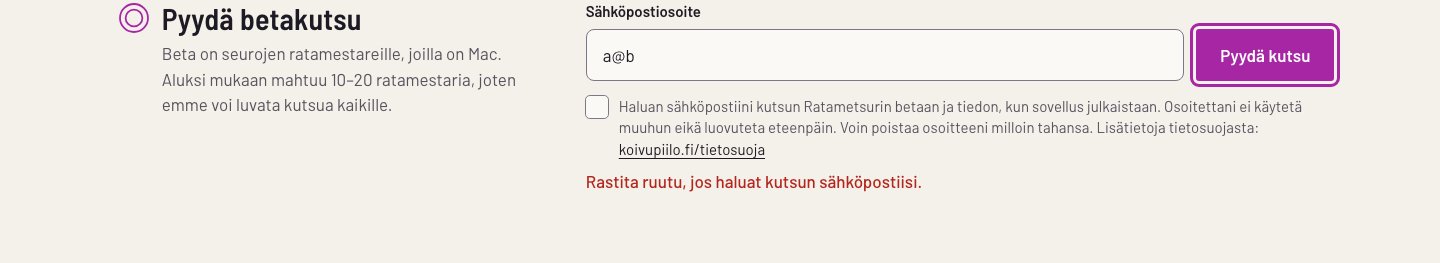 Pyydä betakutsu
Beta on seurojen ratamestareille, joilla on Mac.
Aluksi mukaan mahtuu 10–20 ratamestaria, joten
emme voi luvata kutsua kaikille.
Sähköpostiosoite
a@b
Pyydä kutsu
Haluan sähköpostiini kutsun Ratametsurin betaan ja tiedon, kun sovellus julkaistaan. Osoitettani ei käytetä
muuhun eikä luovuteta eteenpäin. Voin poistaa osoitteeni milloin tahansa. Lisätietoja tietosuojasta:
koivupiilo.fi/tietosuoja
Rastita ruutu, jos haluat kutsun sähköpostiisi.